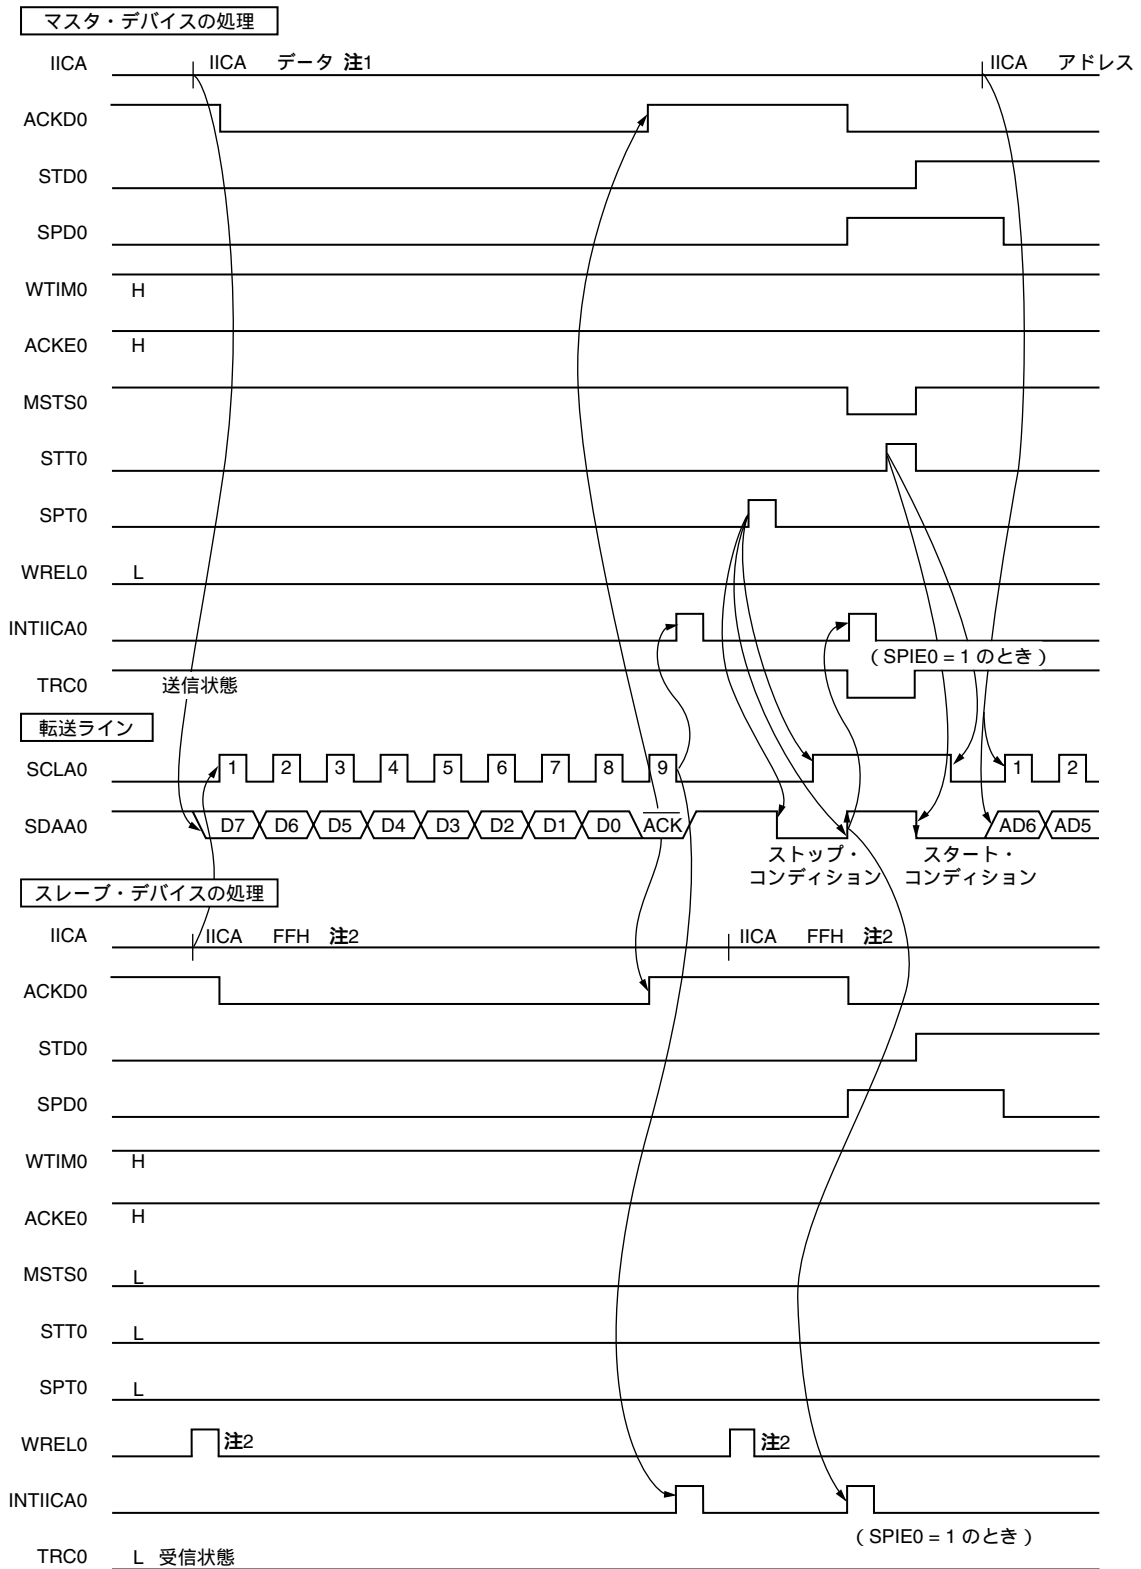 マスタ・デバイスの処理
IICA IICA データ 注1 IICA アドレス
ACKD0
STD0
SPD0
WTIM0 H
ACKE0 H
MSTS0
STT0
SPT0
WREL0 L
INTIICA0
(SPIE0 = 1 のとき)
TRC0 送信状態
転送ライン
SCLA0 1 2 3 4 5 6 7 8 9 1 2
SDAA0 D7 D6 D5 D4 D3 D2 D1 D0 ACK AD6 AD5
ストップ・ スタート・
コンディション コンディション
スレーブ・デバイスの処理
IICA IICA FFH 注2 IICA FFH 注2
ACKD0
STD0
SPD0
WTIM0 H
ACKE0 H
MSTS0 L
STT0 L
SPT0 L
WREL0 注2 注2
INTIICA0
(SPIE0 = 1 のとき)
TRC0 L 受信状態